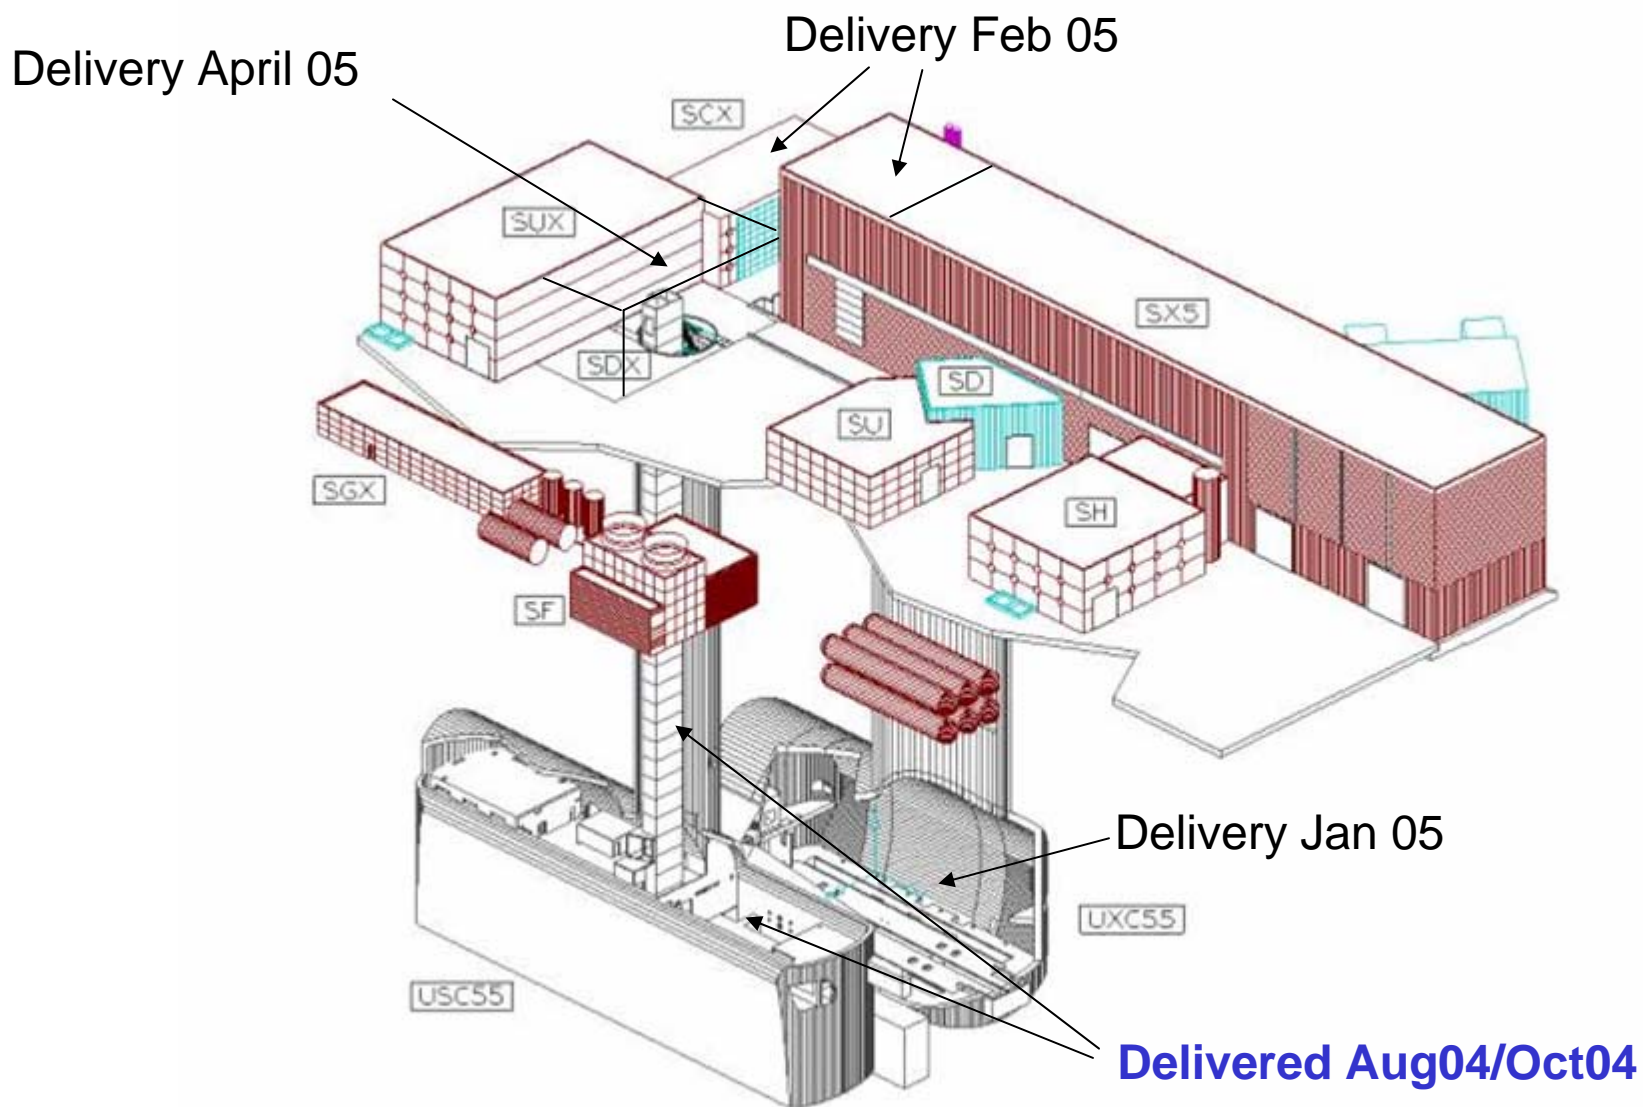 Delivery Feb 05
Delivery April 05
SCX
SUX
SX5
SDX
SD
SU
SGX
SH
SF
Delivery Jan 05
UXC55
USC55
Delivered Aug04/Oct04